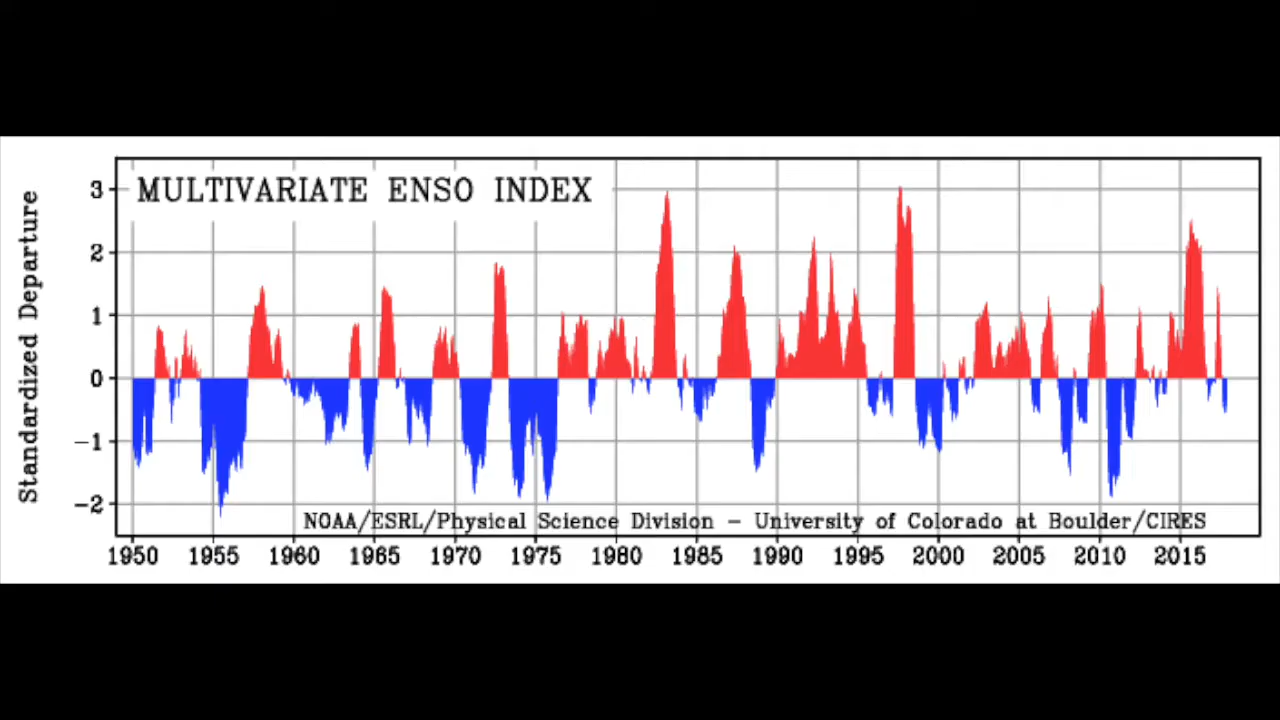 MULTIVARIATE ENSO INDEX
Standardized Departure
3
2
1
0
−1
−2
NOAA/ESRL/Physical Science Division – University of Colorado at Boulder/CIRES
1950 1955 1960 1965 1970 1975 1980 1985 1990 1995 2000 2005 2010 2015